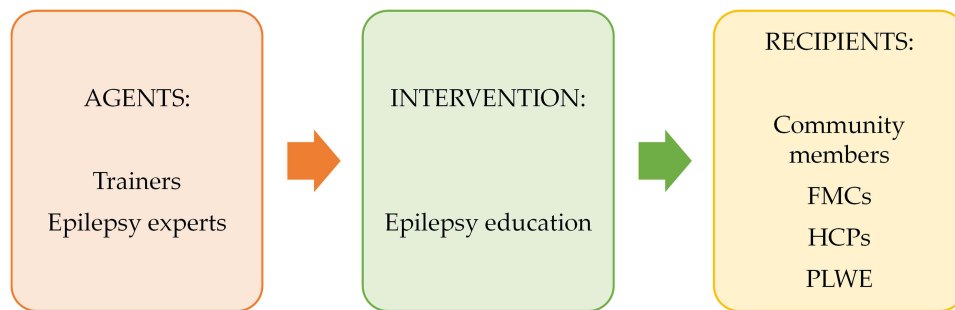 AGENTS:
Trainers
Epilepsy experts
INTERVENTION:
Epilepsy education
RECIPIENTS:
Community
members
FMCs
HCPs
PLWE